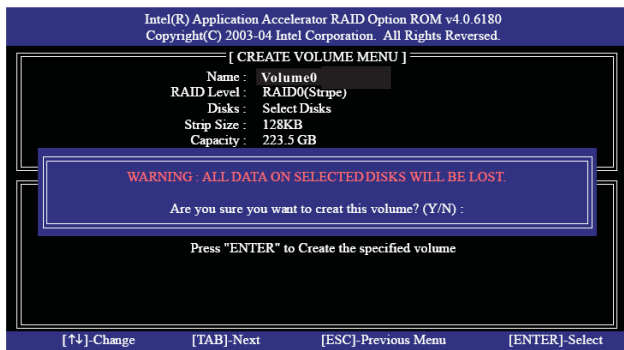 Intel(R) Application Accelerator RAID Option ROM v4.0.6180
Copyright(C) 2003-04 Intel Corporation. All Rights Reversed.
[ CREATE VOLUME MENU ]
Name : Volume0
RAID Level : RAID0(Stripe)
Disks : Select Disks
Strip Size : 128KB
Capacity : 223.5 GB
WARNING : ALL DATA ON SELECTED DISKS WILL BE LOST.
Are you sure you want to creat this volume? (Y/N) :
Press "ENTER" to Create the specified volume
[↑↓]-Change [TAB]-Next [ESC]-Previous Menu [ENTER]-Select